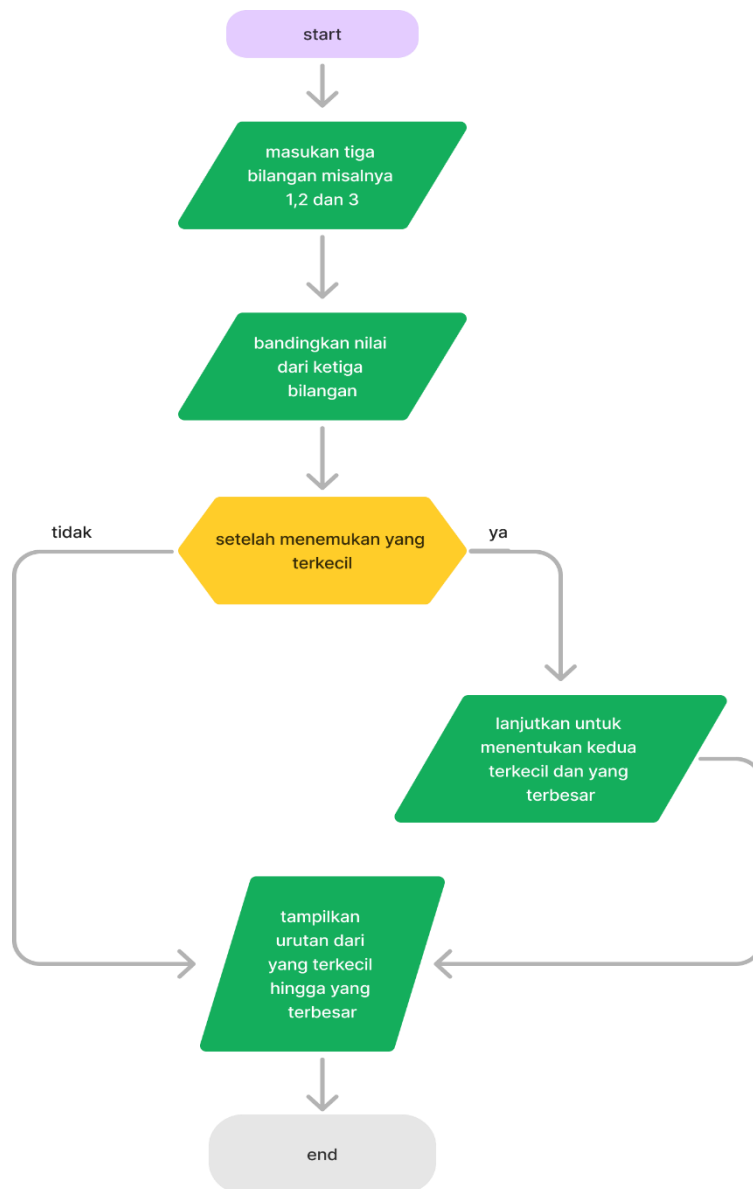 start
masukan tiga
bilangan misalnya
1,2 dan 3
bandingkan nilai
dari ketiga
bilangan
tidak
setelah menemukan yang
terkecil
ya
lanjutkan untuk
menentukan kedua
terkecil dan yang
terbesar
tampilkan
urutan dari
yang terkecil
hingga yang
terbesar
end